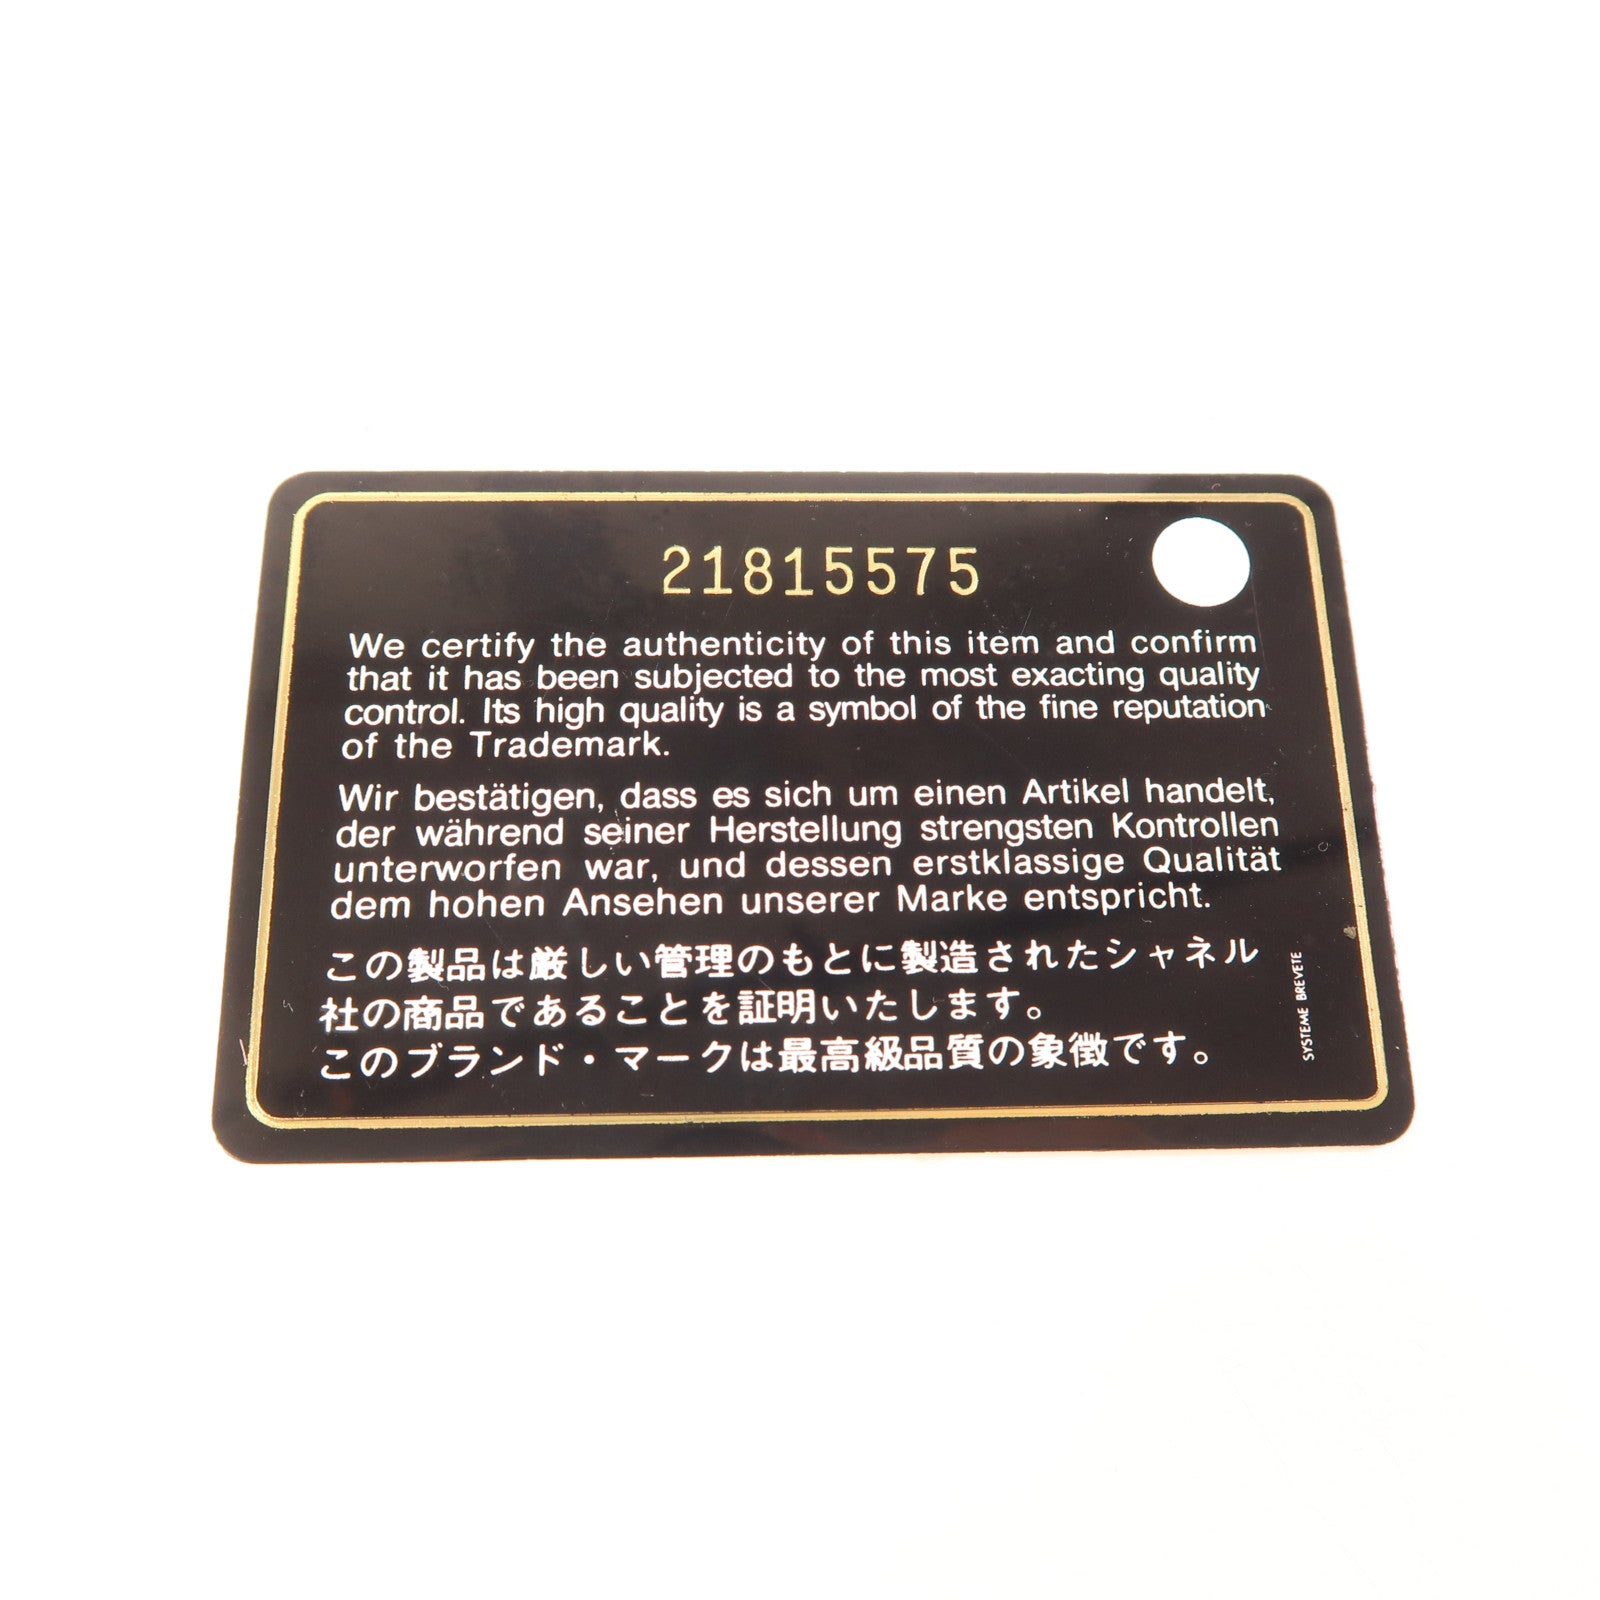 21815575
We certify the authenticity of this item and confirm
that it has been subjected to the most exacting quality
control. Its high quality is a symbol of the fine reputation
of the Trademark.
Wir bestätigen, dass es sich um einen Artikel handelt,
der während seiner Herstellung strengsten Kontrollen
unterworfen war, und dessen erstklassige Qualität
dem hohen Ansehen unserer Marke entspricht.
この製品は厳しい管理のもとに製造されたシャネル
社の商品であることを証明いたします。
このブランド・マークは最高級品質の象徴です。
SYSTEME BREVETE